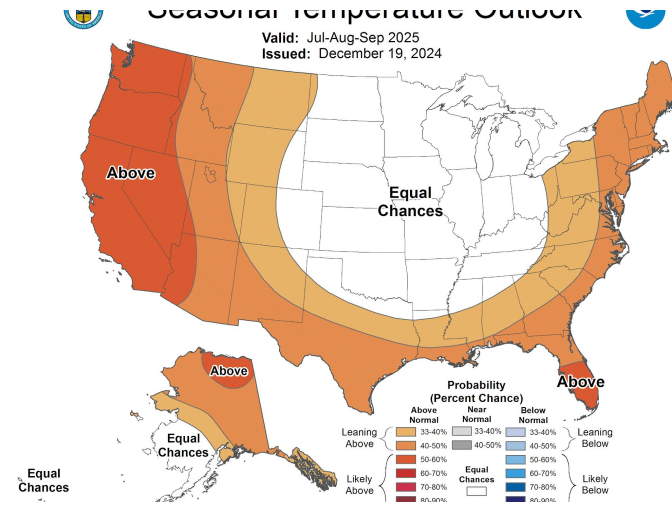 Seasonal Temperature Outlook
Valid: Jul-Aug-Sep 2025
Issued: December 19, 2024
Above
Equal
Chances
Above
Above
Equal
Chances
Equal
Chances
Probability
(Percent Chance)
Above
Normal
Near
Normal
Below
Normal
Leaning
Above
33-40%
33-40%
33-40%
Leaning
Below
40-50%
40-50%
40-50%
Likely
Above
50-60%
50-60%
60-70%
Equal
Chances
60-70%
Likely
Below
70-80%
70-80%
80-90%
80-90%